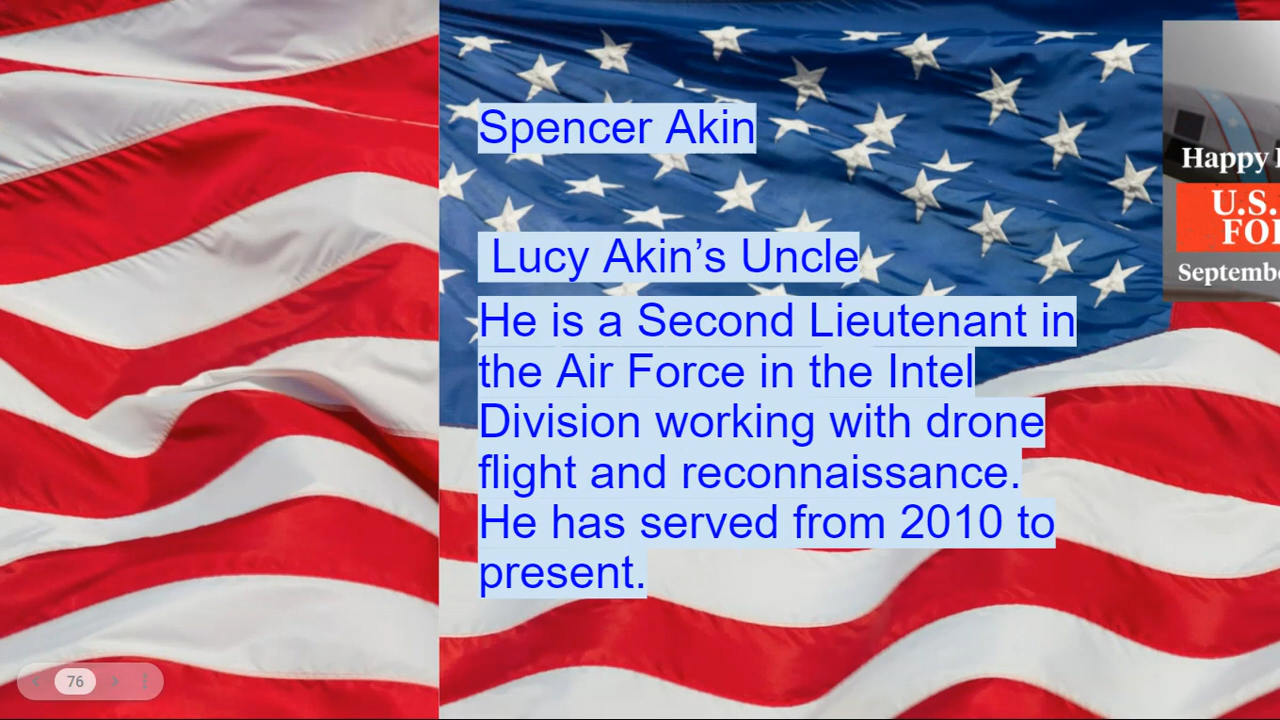 Spencer Akin
Lucy Akin’s Uncle
He is a Second Lieutenant in
the Air Force in the Intel
Division working with drone
flight and reconnaissance.
He has served from 2010 to
present.
Happy
U.S.
76